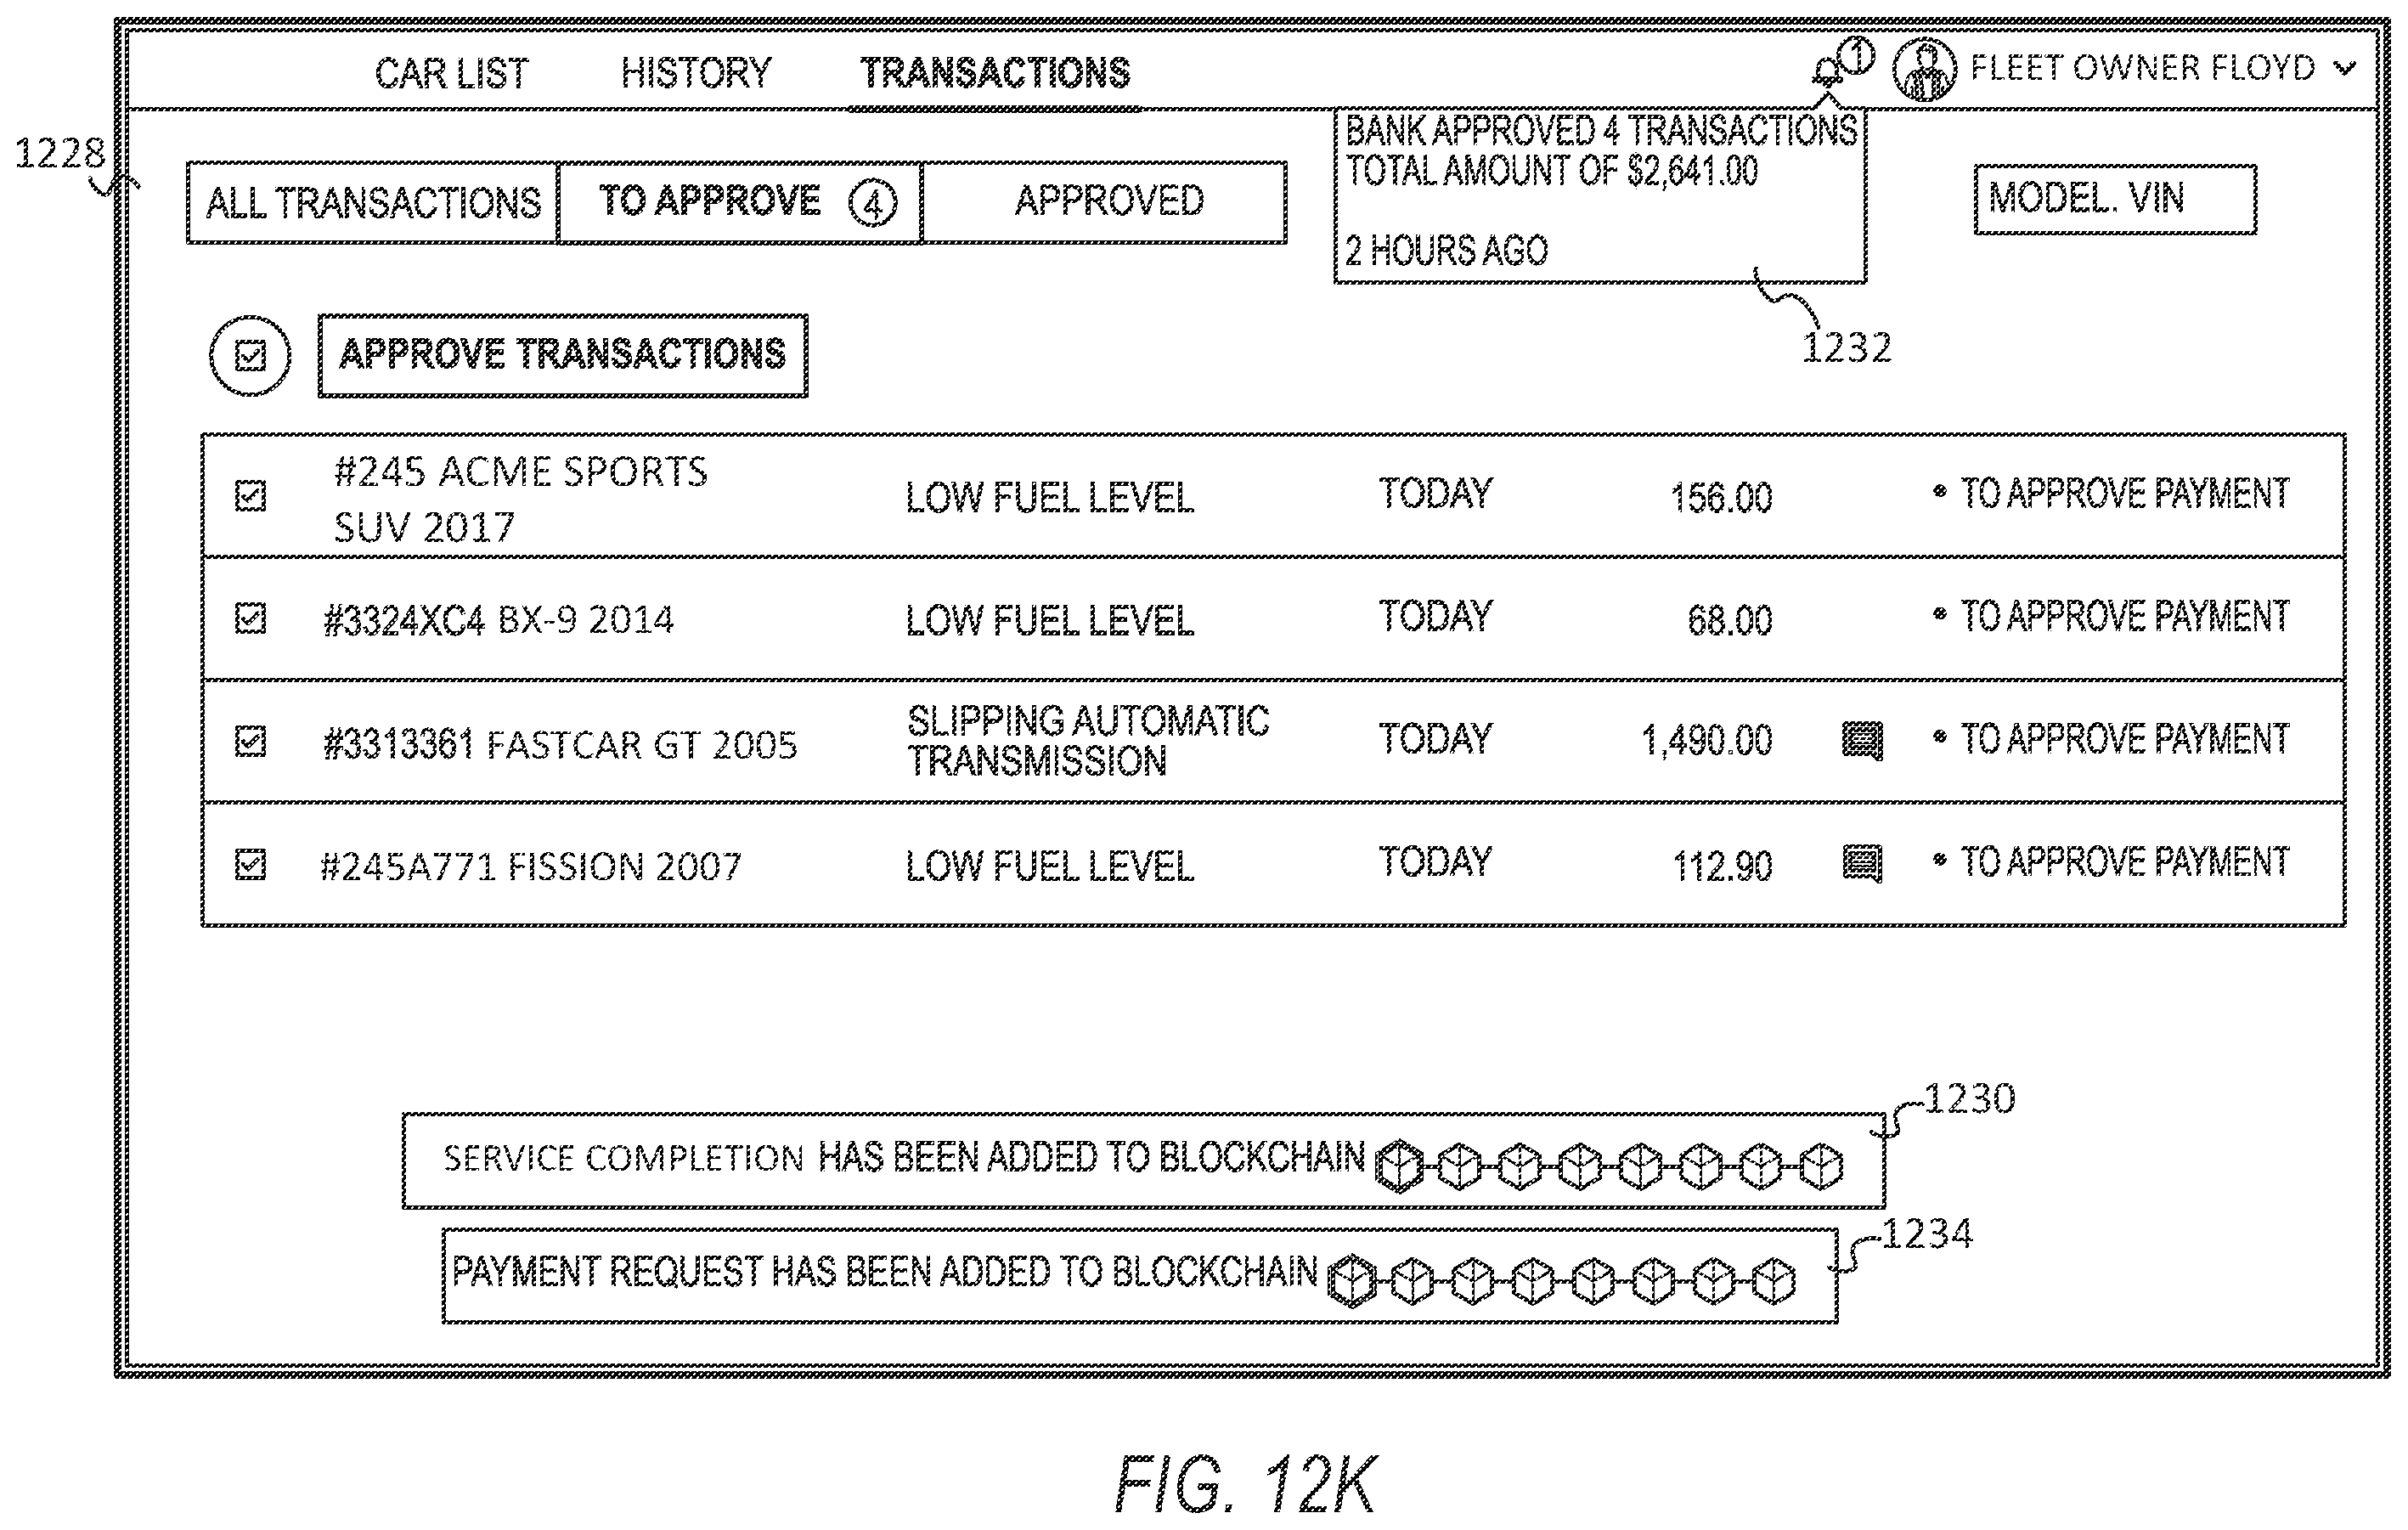 CAR LIST HISTORY TRANSACTIONS 1 FLEET OWNER FLOYD
BANK APPROVED 4 TRANSACTIONS
TOTAL AMOUNT OF $2,641.00
2 HOURS AGO
1228
ALL TRANSACTIONS TO APPROVE 4 APPROVED
MODEL. VIN
1232
APPROVE TRANSACTIONS
#245 ACME SPORTS
SUV 2017
LOW FUEL LEVEL TODAY 156.00 • TO APPROVE PAYMENT
#3324XC4 BX-9 2014 LOW FUEL LEVEL TODAY 68.00 • TO APPROVE PAYMENT
#3313361 FASTCAR GT 2005
SLIPPING AUTOMATIC
TRANSMISSION
TODAY 1,490.00 • TO APPROVE PAYMENT
#245A771 FISSION 2007 LOW FUEL LEVEL TODAY 112.90 • TO APPROVE PAYMENT
1230
SERVICE COMPLETION HAS BEEN ADDED TO BLOCKCHAIN
1234
PAYMENT REQUEST HAS BEEN ADDED TO BLOCKCHAIN
FIG. 12K